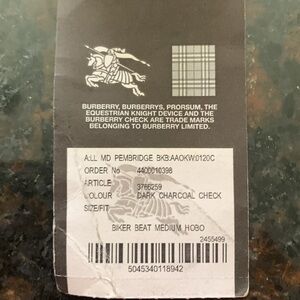 BURBERRY, BURBERRYS, PRORSUM, THE
EQUESTRIAN KNIGHT DEVICE AND THE
BURBERRY CHECK ARE TRADE MARKS
BELONGING TO BURBERRY LIMITED.
A:LL MD PEMBRIDGE BKB:AAOKW:0120C
ORDER No 4400010398
ARTICLE 3766259
COLOUR DARK CHARCOAL CHECK
SIZE/FIT
BIKER BEAT MEDIUM HOBO
2455499
5045340118942